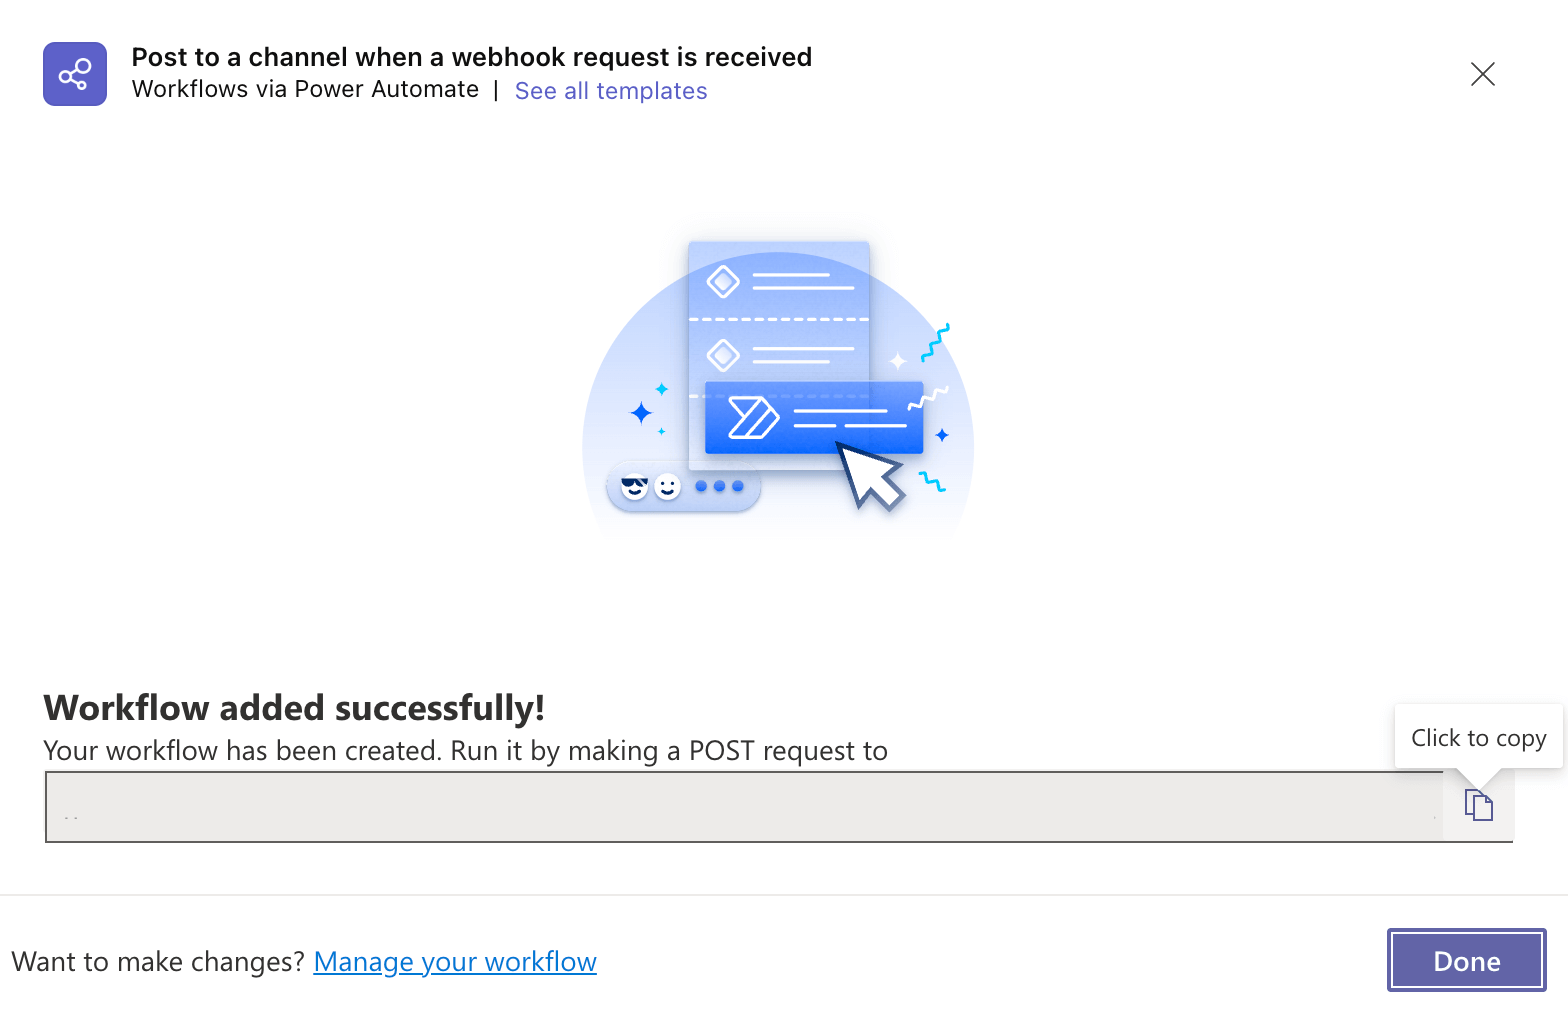 Post to a channel when a webhook request is received
Workflows via Power Automate | See all templates
Workflow added successfully!
Your workflow has been created. Run it by making a POST request to
Click to copy
Want to make changes? Manage your workflow
Done